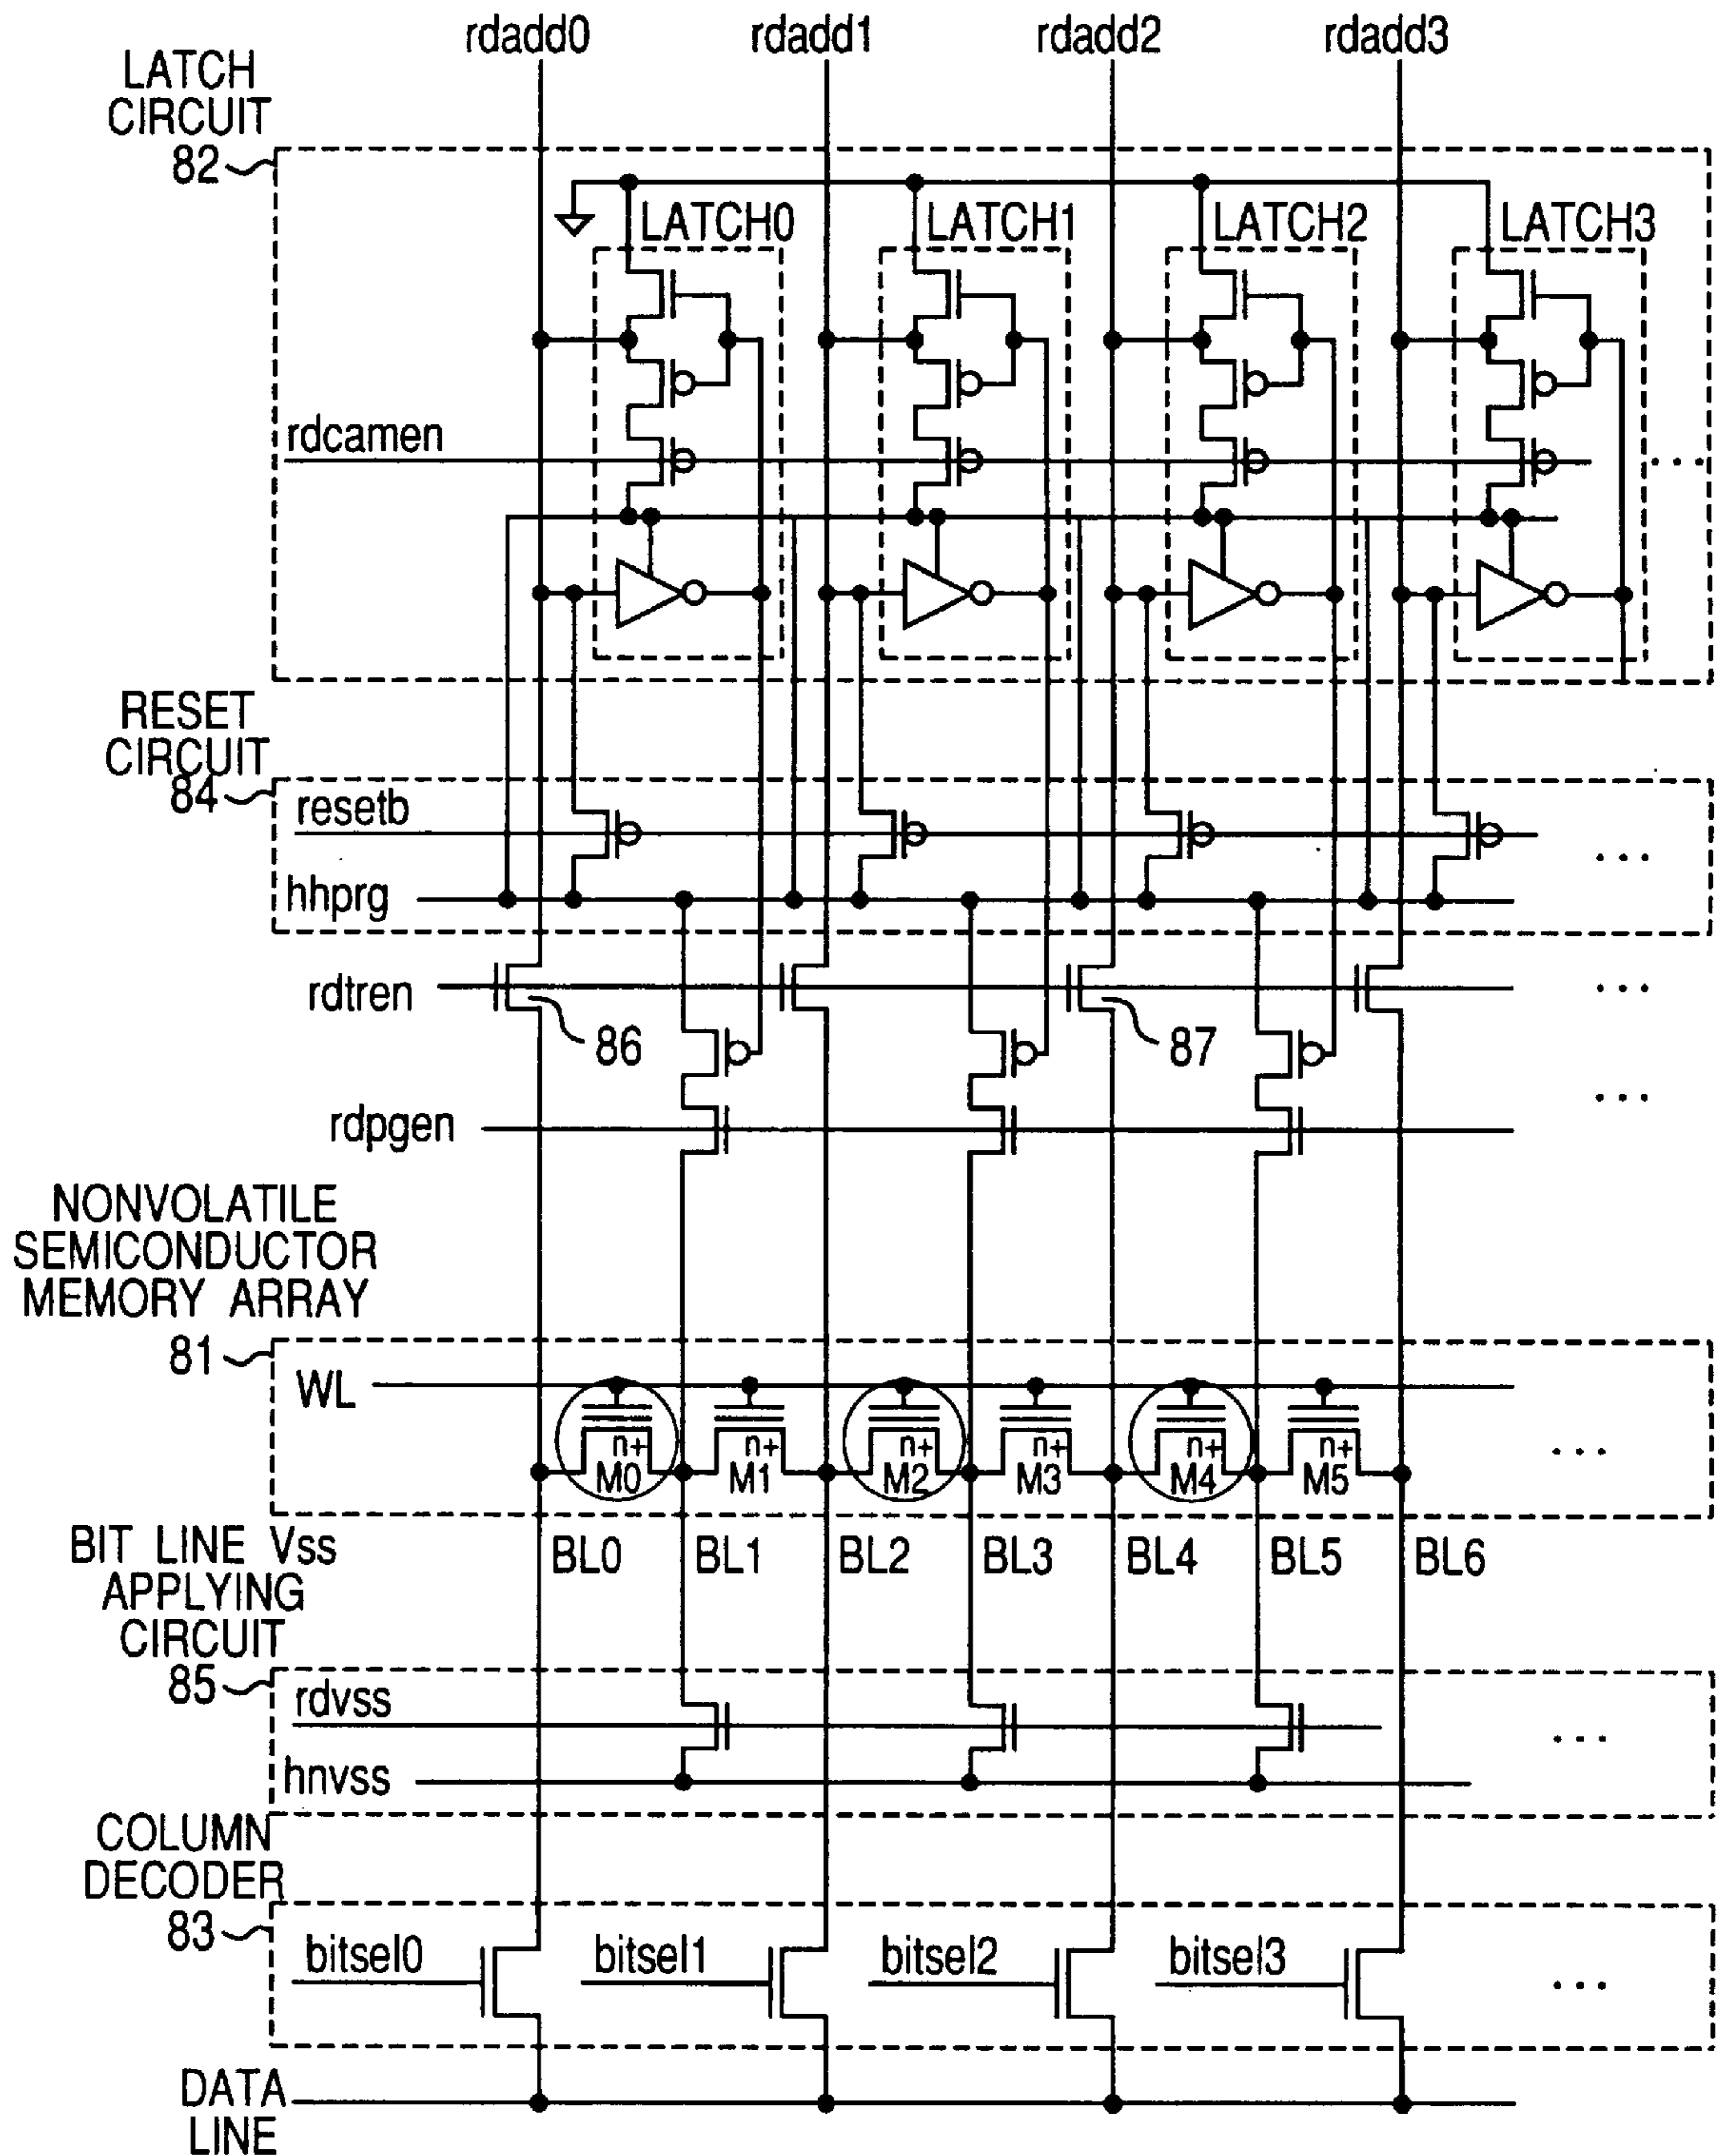 rdadd0 rdadd1 rdadd2 rdadd3
LATCH
CIRCUIT
82
LATCH0 LATCH1 LATCH2 LATCH3
rdcamen
...
RESET
CIRCUIT
84
resetb
...
hhprg
rdtren
...
86
87
...
rdpgen
NONVOLATILE
SEMICONDUCTOR
MEMORY ARRAY
81
WL
n+ n+ n+ n+ n+ n+
...
M0 M1 M2 M3 M4 M5
BIT LINE Vss
APPLYING
CIRCUIT
85
BL0 BL1 BL2 BL3 BL4 BL5 BL6
rdvss
...
hnvss
COLUMN
DECODER
83
bitsel0 bitsel1 bitsel2 bitsel3
...
DATA
LINE